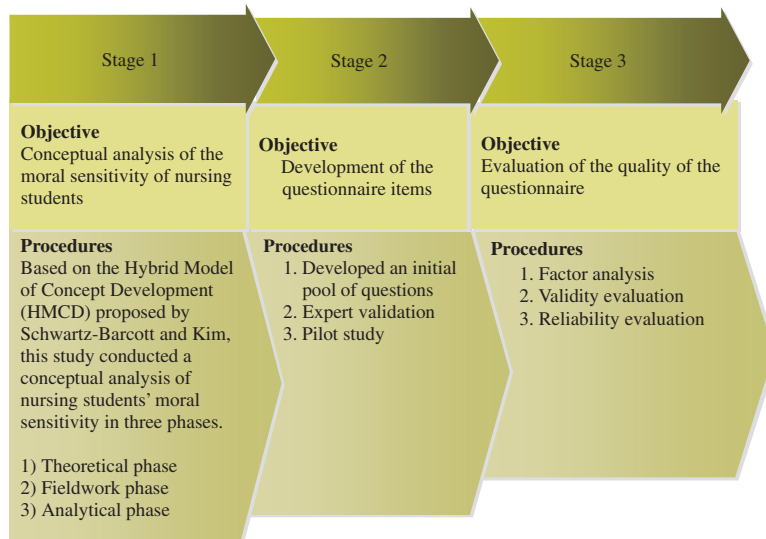 Stage 1
Stage 2
Stage 3
Objective
Conceptual analysis of the
moral sensitivity of nursing
students
Objective
Development of the
questionnaire items
Objective
Evaluation of the quality of the
questionnaire
Procedures
Based on the Hybrid Model
of Concept Development
(HMCD) proposed by
Schwartz-Barcott and Kim,
this study conducted a
conceptual analysis of
nursing students’ moral
sensitivity in three phases.
1) Theoretical phase
2) Fieldwork phase
3) Analytical phase
Procedures
1. Developed an initial
pool of questions
2. Expert validation
3. Pilot study
Procedures
1. Factor analysis
2. Validity evaluation
3. Reliability evaluation